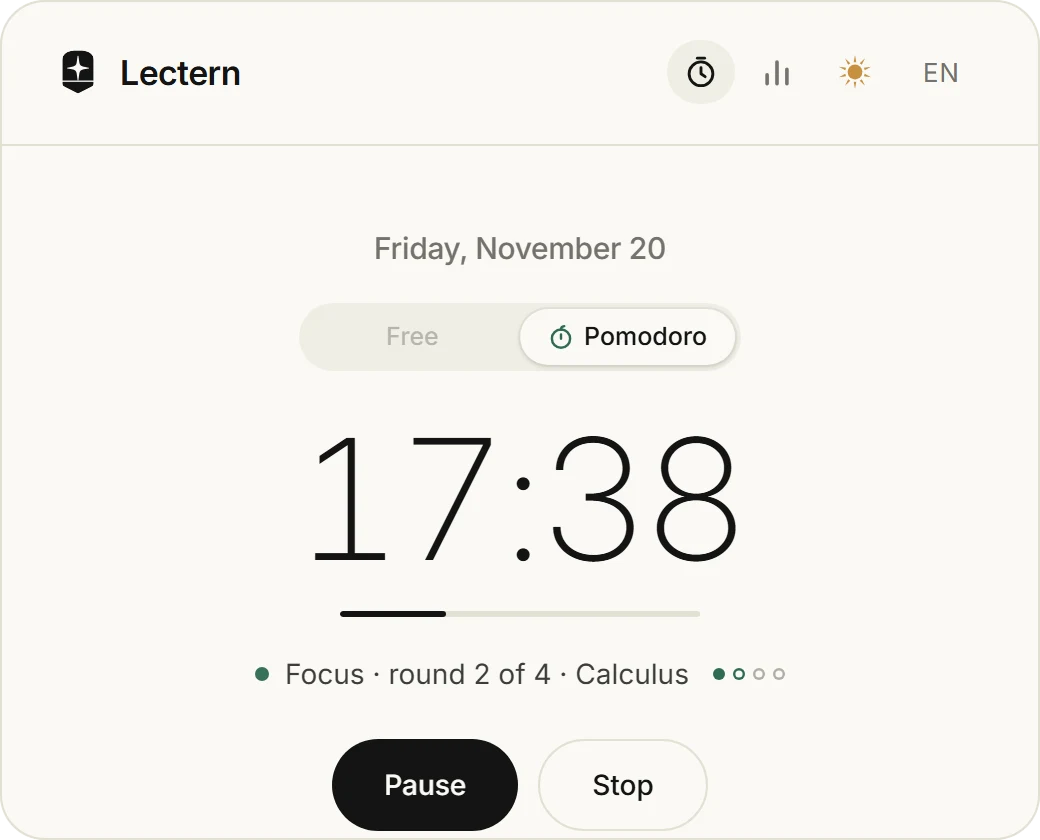 Lectern
EN
Friday, November 20
Free
Pomodoro
17:38
Focus · round 2 of 4 · Calculus
Pause
Stop